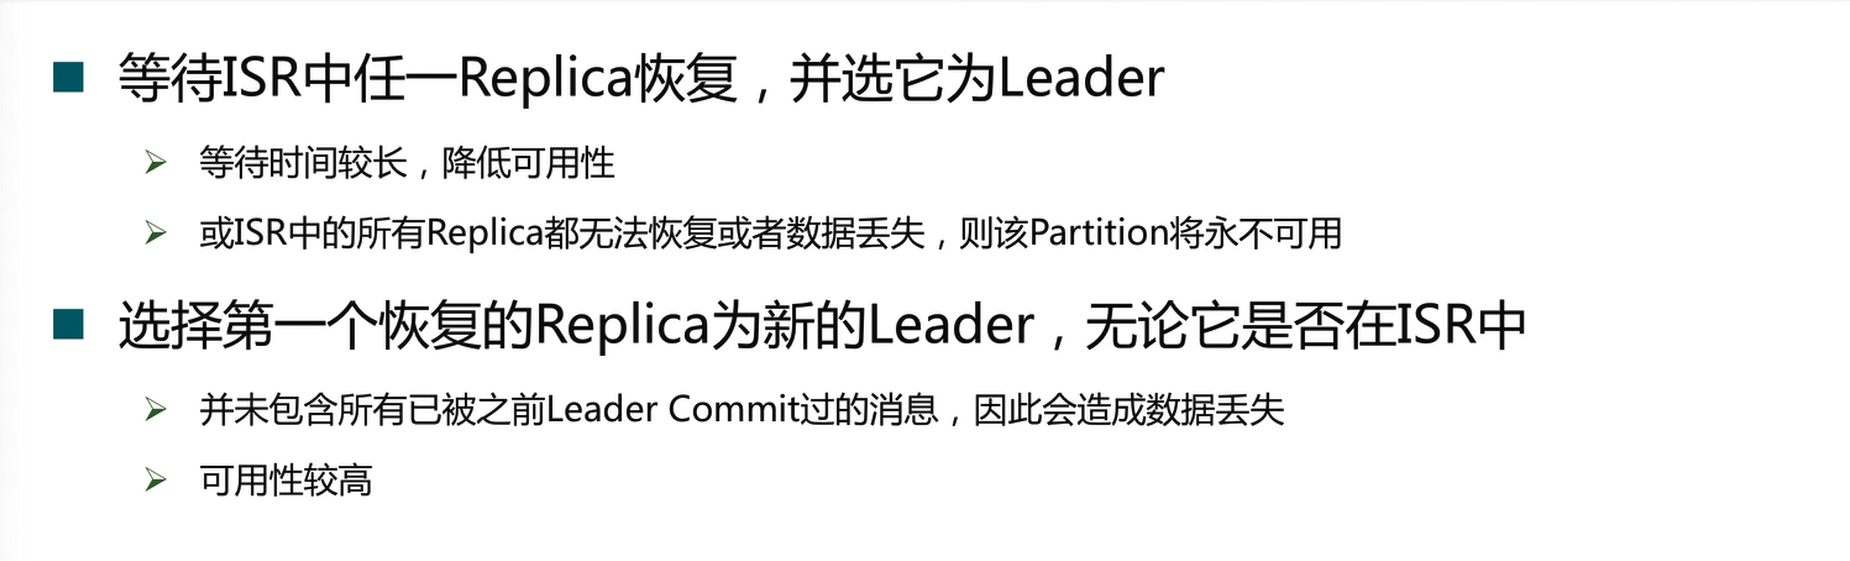 等待ISR中任一Replica恢复，并选它为Leader
等待时间较长，降低可用性
或ISR中的所有Replica都无法恢复或者数据丢失，则该Partition将永不可用
选择第一个恢复的Replica为新的Leader，无论它是否在ISR中
并未包含所有已被之前Leader Commit过的消息，因此会造成数据丢失
可用性较高